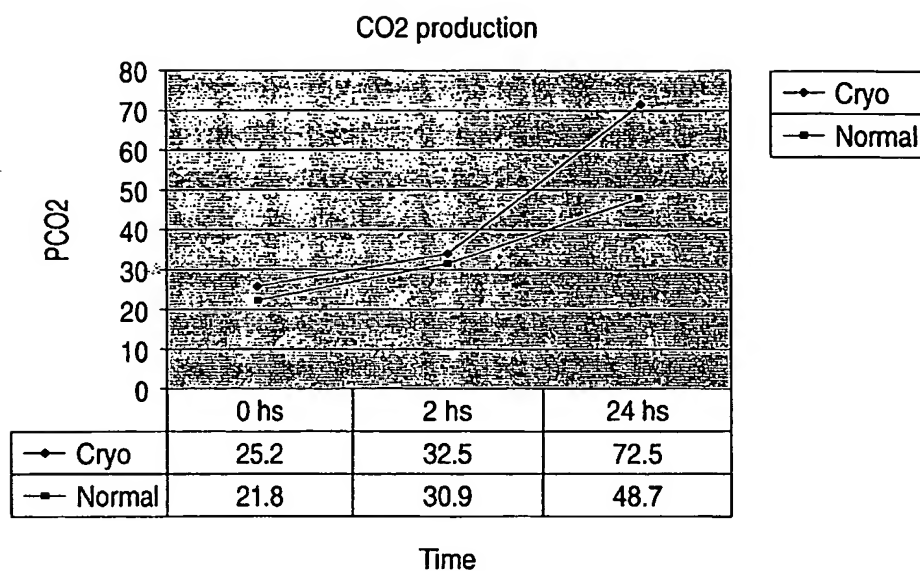 CO2 production
80
70
60
50
40
30
20
10
0
PCO2
Cryo
Normal
0 hs 2 hs 24 hs
Cryo 25.2 32.5 72.5
Normal 21.8 30.9 48.7
Time